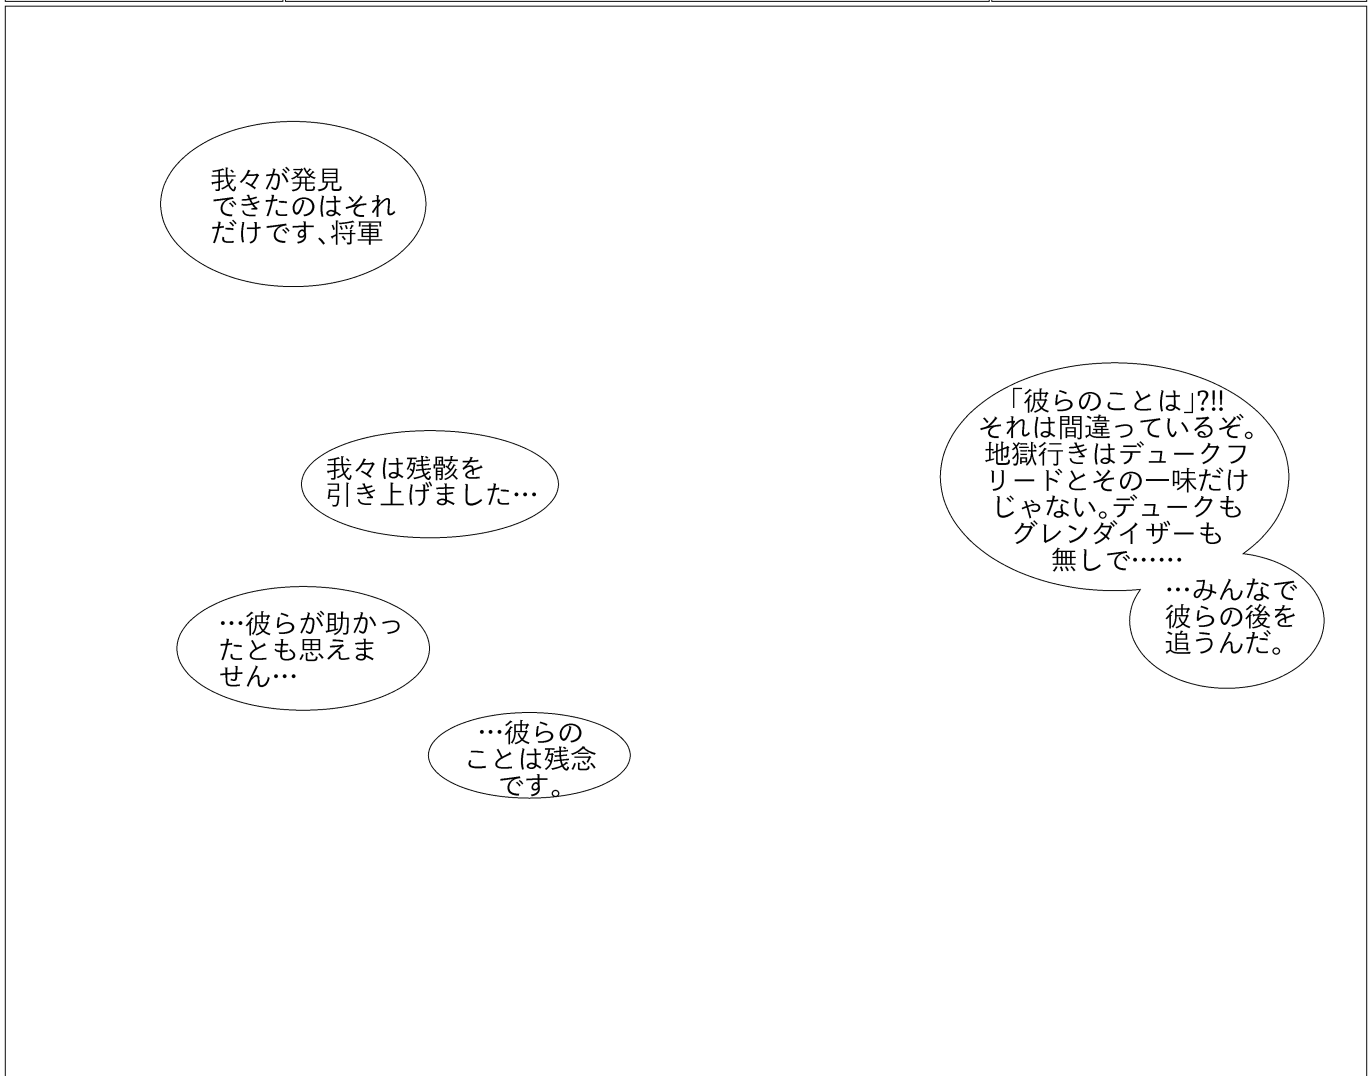 我々が発見
できたのはそれ
だけです、将軍
我々は残骸を
引き上げました…
…彼らが助かっ
たとも思えま
せん…
…彼らの
ことは残念
です。
「彼らのことは」?!!
それは間違っているぞ。
地獄行きはデュークフ
リードとその一味だけ
じゃない。デュークも
グレンダイザーも
無しで……
…みんなで
彼らの後を
追うんだ。